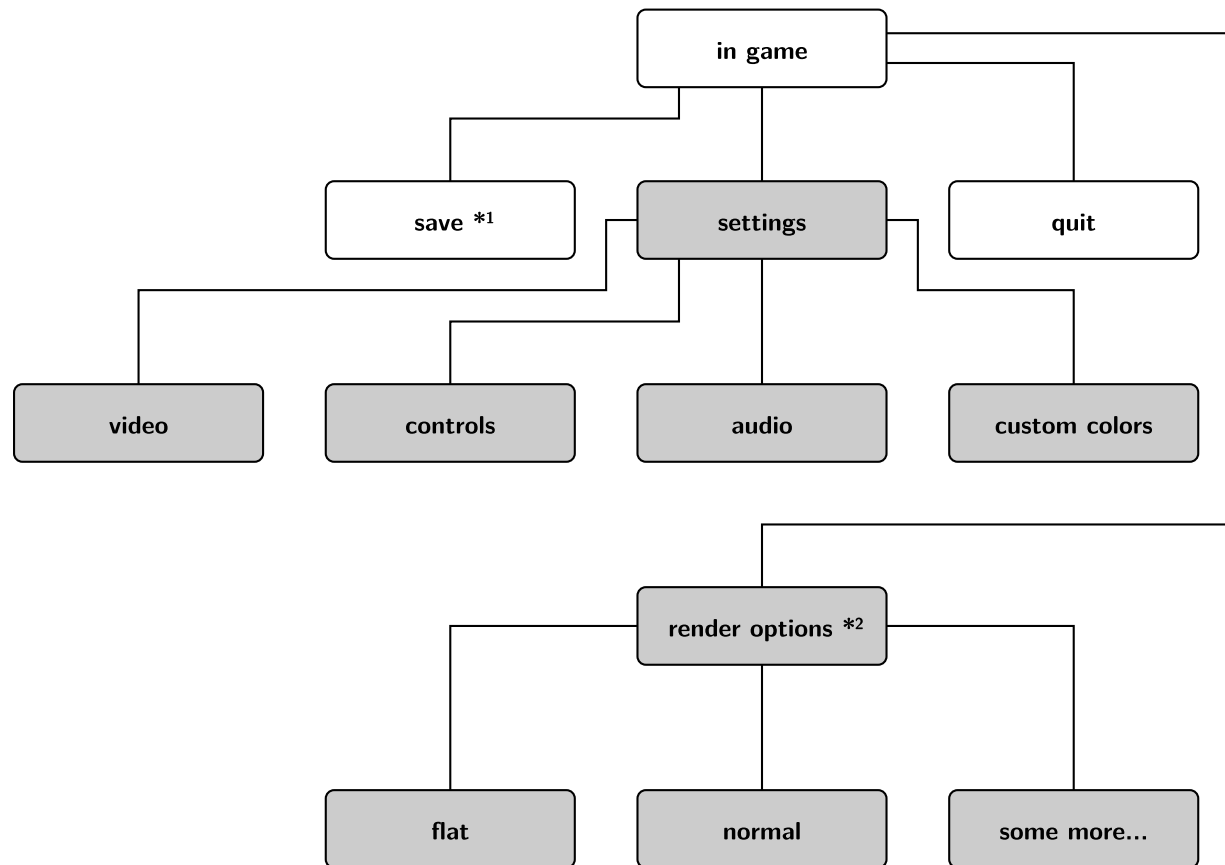 in game
save *1
settings
quit
video
controls
audio
custom colors
render options *2
flat
normal
some more...